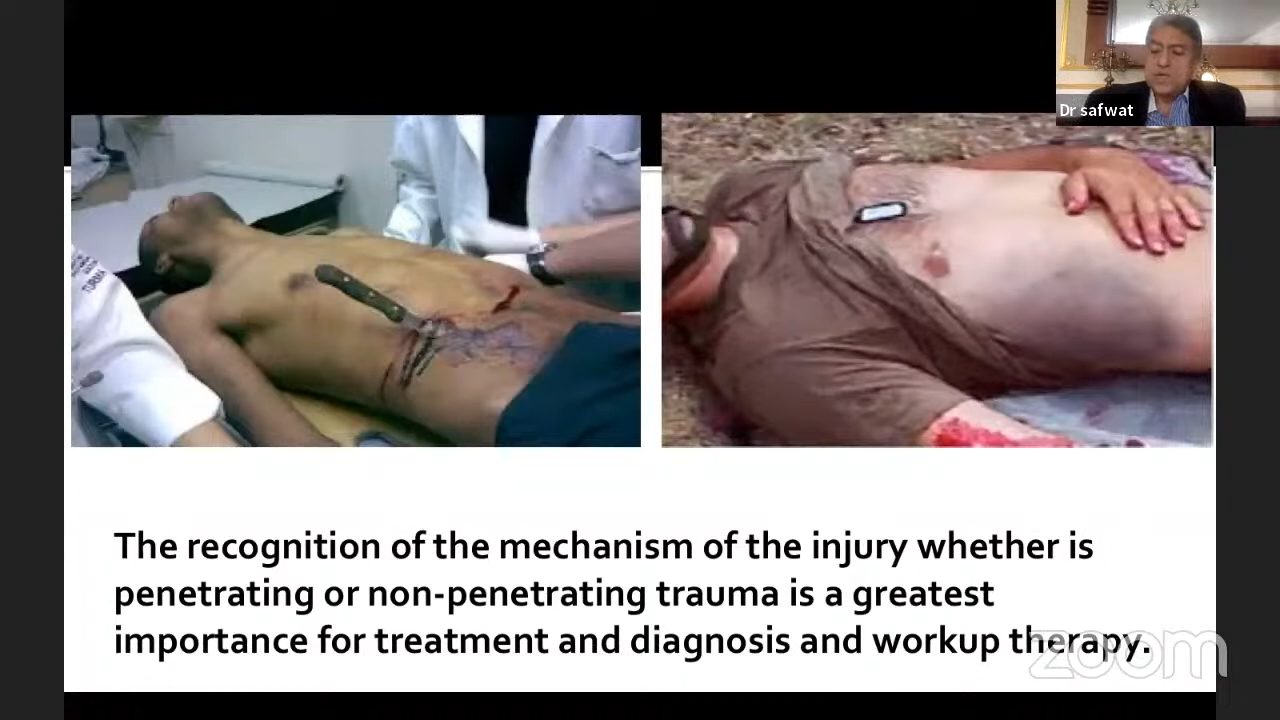 Dr safwat
The recognition of the mechanism of the injury whether is
penetrating or non-penetrating trauma is a greatest
importance for treatment and diagnosis and workup therapy.
zoom